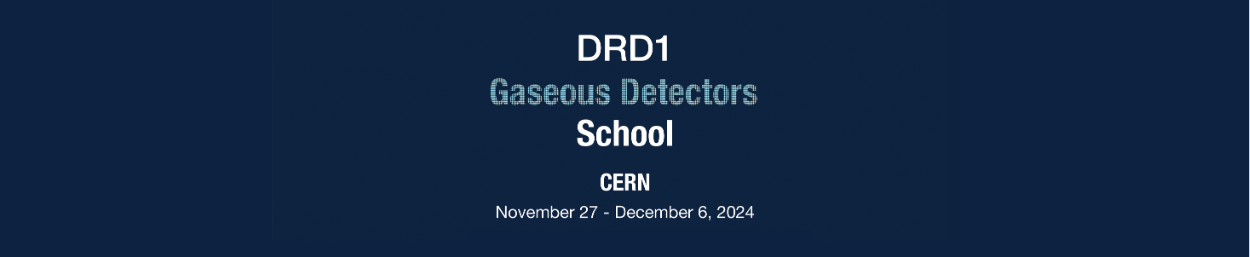 DRD1
Gaseous Detectors
School
CERN
November 27 - December 6, 2024